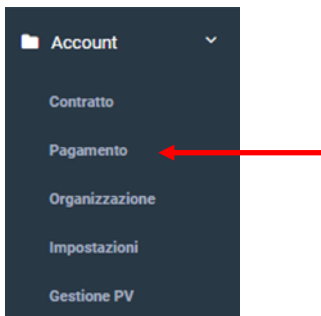 Account
Contratto
Pagamento
Organizzazione
Impostazioni
Gestione PV